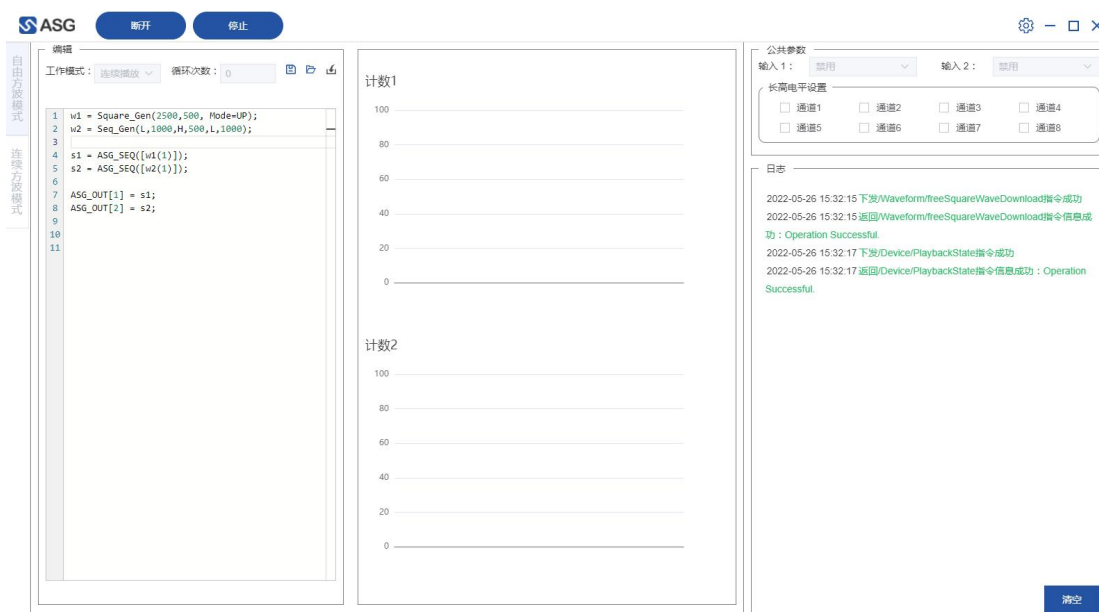 ASG
断开
停止
自由方波模式
连续方波模式
编辑
工作模式：
连续播放
循环次数：
0
1 w1 = Square_Gen(2500,500, Mode=UP);
2 w2 = Seq_Gen(L,1000,H,500,L,1000);
3
4 s1 = ASG_SEQ([w1(1)]);
5 s2 = ASG_SEQ([w2(1)]);
6
7 ASG_OUT[1] = s1;
8 ASG_OUT[2] = s2;
9
10
11
计数1
100
80
60
40
20
0
计数2
100
80
60
40
20
0
公共参数
输入 1： 禁用 输入 2： 禁用
长高电平设置
通道1 通道2 通道3 通道4
通道5 通道6 通道7 通道8
日志
2022-05-26 15:32:15 下发/Waveform/freeSquareWaveDownload指令成功
2022-05-26 15:32:15 返回/Waveform/freeSquareWaveDownload指令信息成
功：Operation Successful.
2022-05-26 15:32:17 下发/Device/PlaybackState指令成功
2022-05-26 15:32:17 返回/Device/PlaybackState指令信息成功：Operation
Successful.
清空